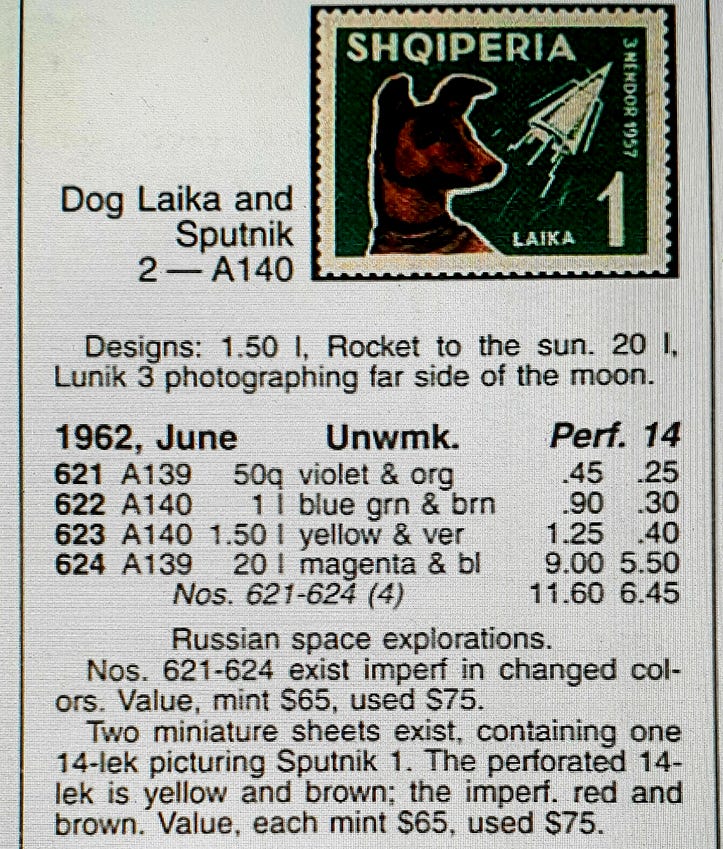 SHQIPERIA
3 NENDOR 1957
LAIKA
1
Dog Laika and
Sputnik
2 — A140
Designs: 1.50 l, Rocket to the sun. 20 l,
Lunik 3 photographing far side of the moon.
1962, June Unwmk. Perf. 14
621 A139 50q violet & org .45 .25
622 A140 1 l blue grn & brn .90 .30
623 A140 1.50 l yellow & ver 1.25 .40
624 A139 20 l magenta & bl 9.00 5.50
Nos. 621-624 (4) 11.60 6.45
Russian space explorations.
Nos. 621-624 exist imperf in changed col-
ors. Value, mint $65, used $75.
Two miniature sheets exist, containing one
14-lek picturing Sputnik 1. The perforated 14-
lek is yellow and brown; the imperf. red and
brown. Value, each mint $65, used $75.